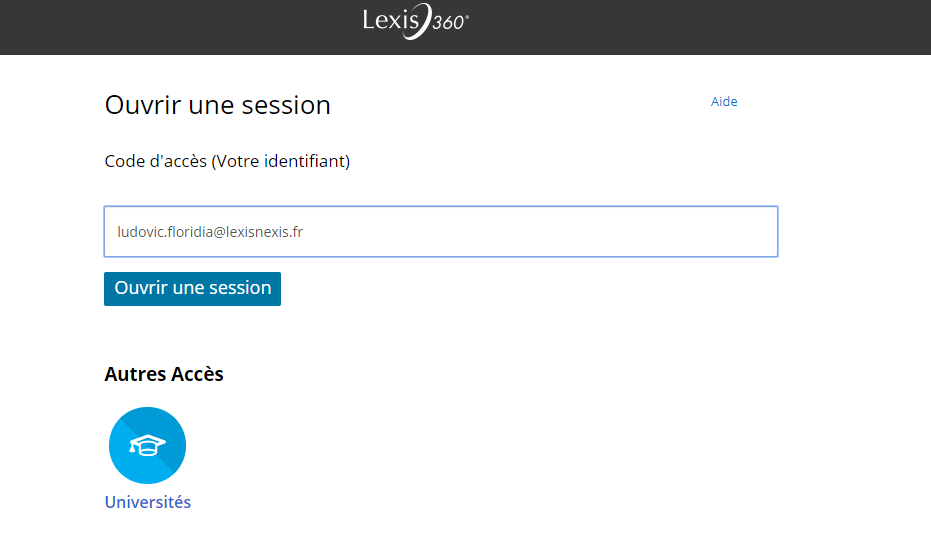 Lexis 360®
Ouvrir une session
Aide
Code d'accès (Votre identifiant)
ludovic.floridia@lexisnexis.fr
Ouvrir une session
Autres Accès
Universités